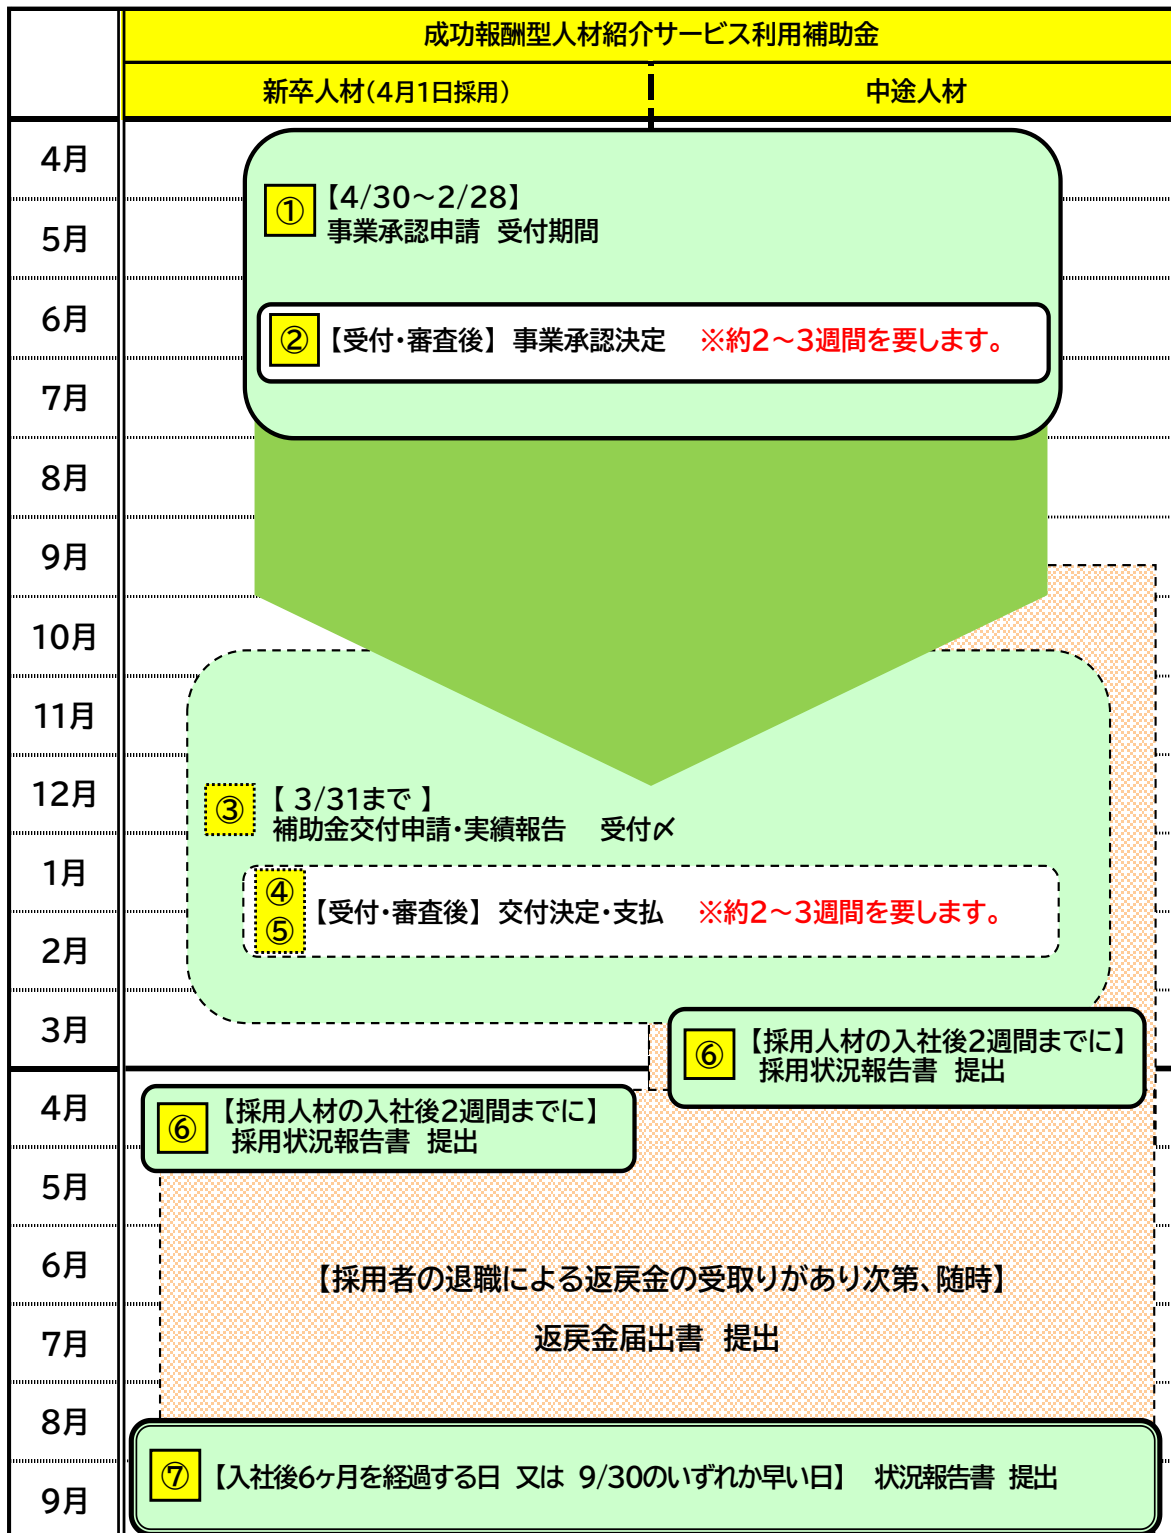 成功報酬型人材紹介サービス利用補助金
新卒人材(4月1日採用)
中途人材
4月
5月
6月
7月
8月
9月
10月
11月
12月
1月
2月
3月
4月
5月
6月
7月
8月
9月
① 【4/30~2/28】
事業承認申請 受付期間
② 【受付・審査後】 事業承認決定 ※約2~3週間を要します。
③ 【 3/31まで 】
補助金交付申請・実績報告 受付〆
④
⑤
【受付・審査後】 交付決定・支払 ※約2~3週間を要します。
⑥ 【採用人材の入社後2週間までに】
採用状況報告書 提出
⑥ 【採用人材の入社後2週間までに】
採用状況報告書 提出
【採用者の退職による返戻金の受取りがあり次第、随時】
返戻金届出書 提出
⑦ 【入社後6ヶ月を経過する日 又は 9/30のいずれか早い日】 状況報告書 提出